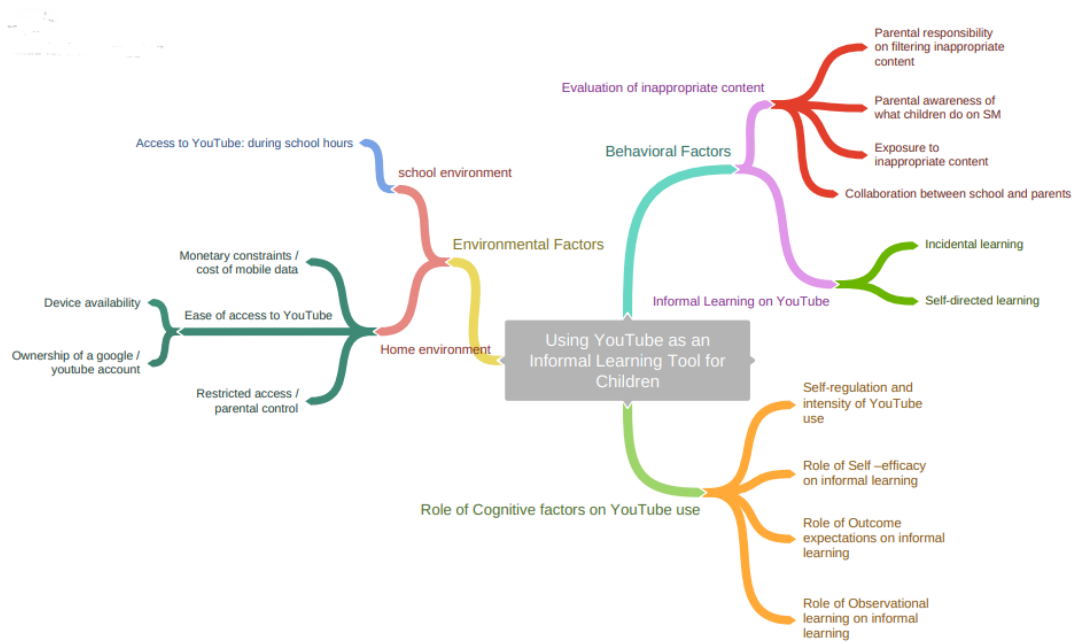 Parental responsibility
on filtering inappropriate
content
Evaluation of inappropriate content
Parental awareness of
what children do on SM
Access to YouTube: during school hours
Behavioral Factors
Exposure to
inappropriate content
school environment
Collaboration between school and parents
Environmental Factors
Incidental learning
Monetary constraints /
cost of mobile data
Device availability
Ease of access to YouTube
Informal Learning on YouTube
Self-directed learning
Ownership of a google /
youtube account
Home environment
Using YouTube as an
Informal Learning Tool for
Children
Restricted access /
parental control
Self-regulation and
intensity of YouTube
use
Role of Self –efficacy
on informal learning
Role of Cognitive factors on YouTube use
Role of Outcome
expectations on informal
learning
Role of Observational
learning on informal
learning